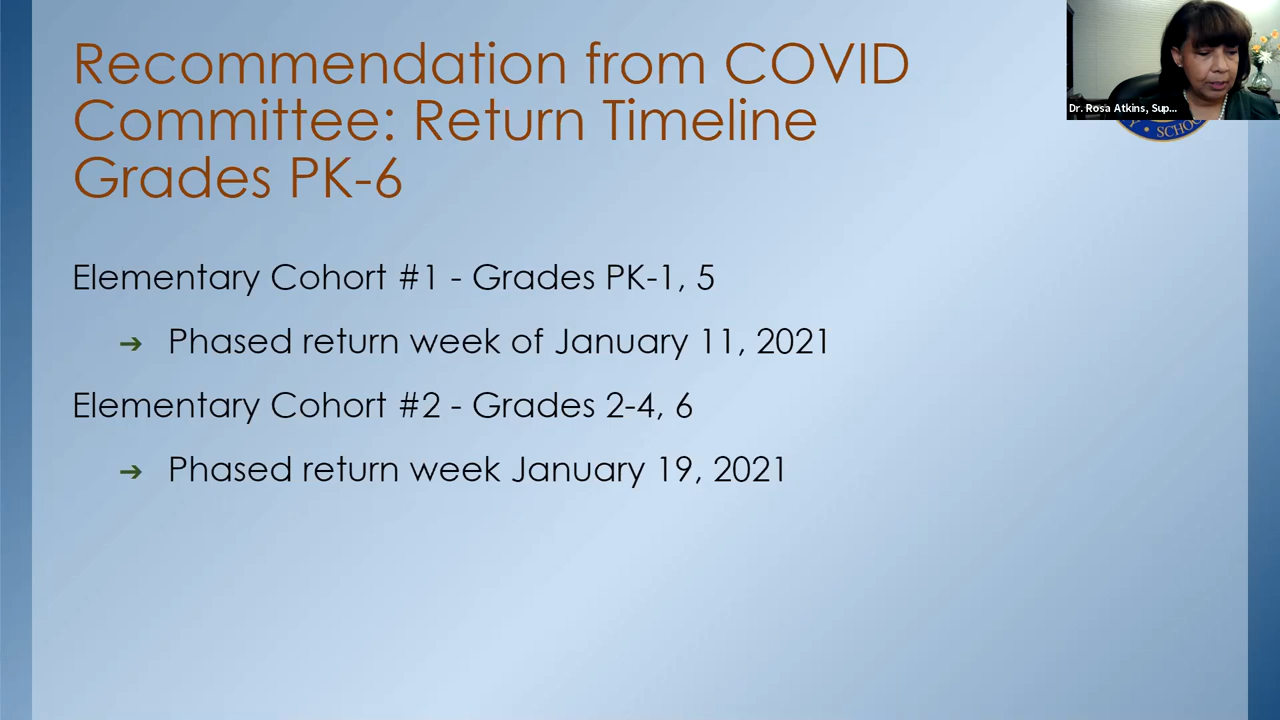 Recommendation from COVID
Committee: Return Timeline
Grades PK-6
Dr. Rosa Atkins, Sup...
Y • SCHO
Elementary Cohort #1 - Grades PK-1, 5
➔ Phased return week of January 11, 2021
Elementary Cohort #2 - Grades 2-4, 6
➔ Phased return week January 19, 2021